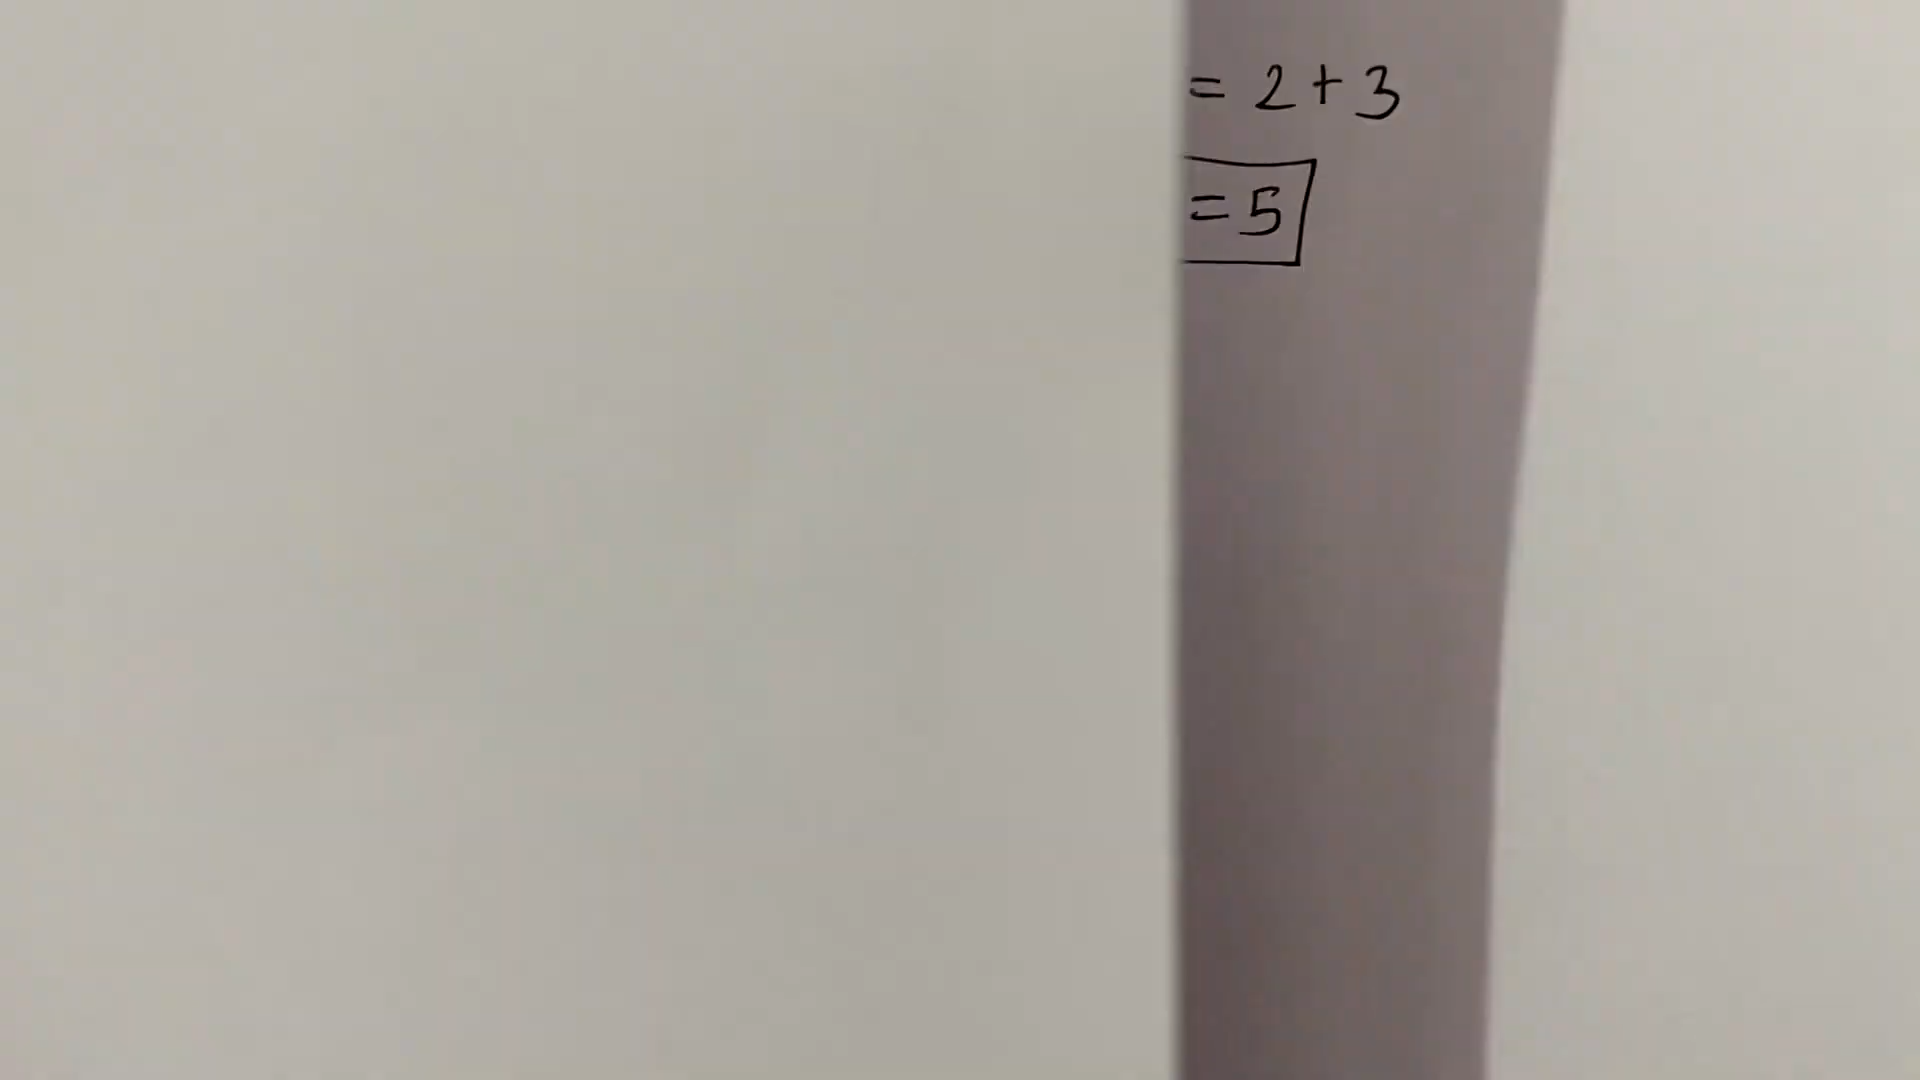 = 2 + 3
= 5